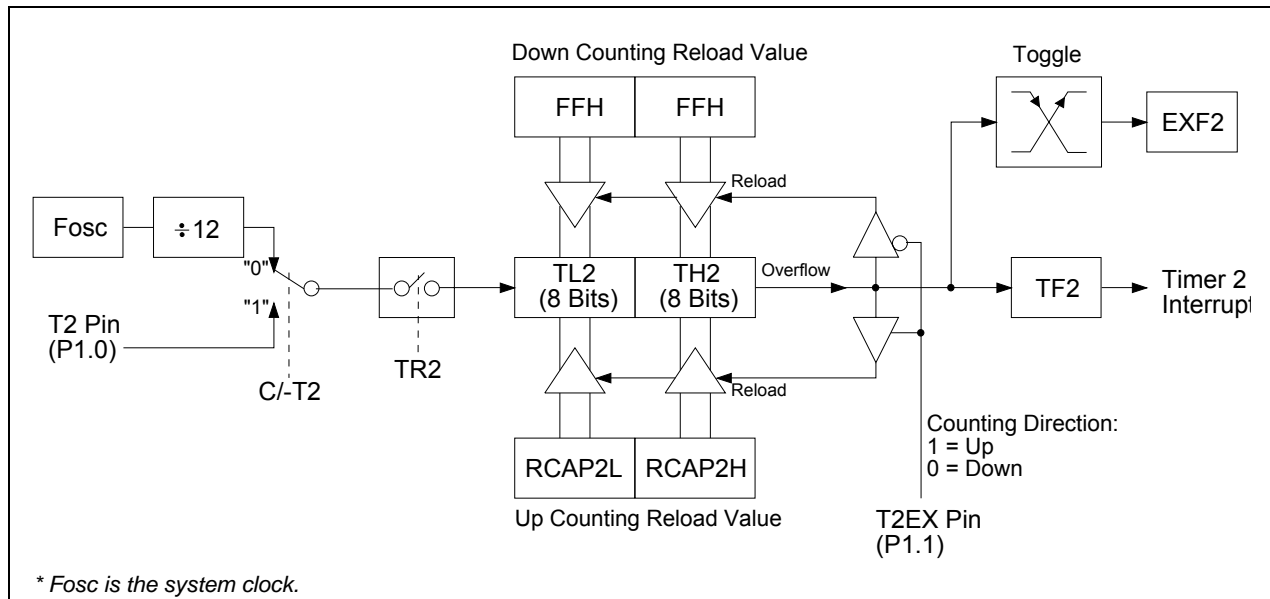 Down Counting Reload Value
Toggle
FFH
FFH
EXF2
Reload
Fosc
÷12
"0"
TL2
(8 Bits)
TH2
(8 Bits)
Overflow
TF2
Timer 2
Interrupt
"1"
T2 Pin
(P1.0)
TR2
C/-T2
Reload
Counting Direction:
1 = Up
0 = Down
RCAP2L
RCAP2H
Up Counting Reload Value
T2EX Pin
(P1.1)
* Fosc is the system clock.